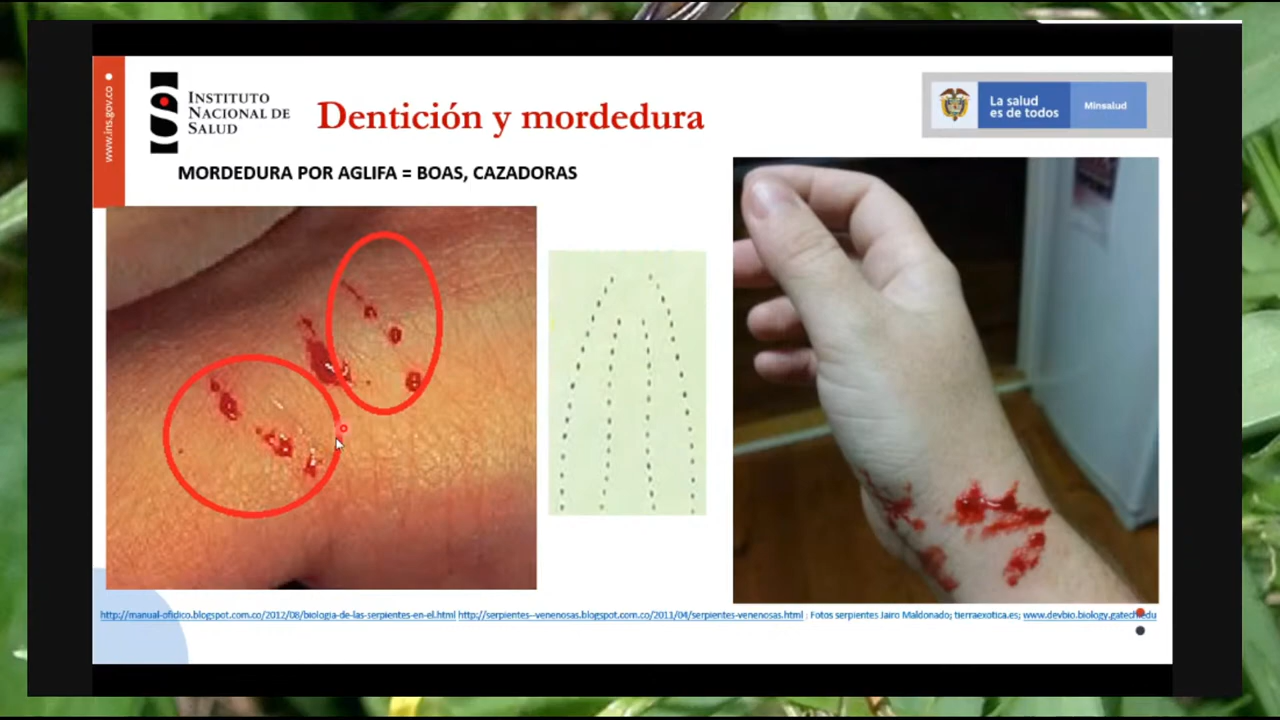 www.ins.gov.co
INSTITUTO
NACIONAL DE
SALUD
Dentición y mordedura
La salud
es de todos
Minsalud
MORDEDURA POR AGLIFA = BOAS, CAZADORAS
http://manual-ofidico.blogspot.com.co/2012/08/biologia-de-las-serpientes-en-el.html http://serpientes--venenosas.blogspot.com.co/2011/04/serpientes-venenosas.html ; Fotos serpientes Jairo Maldonado; tierraexotica.es; www.devbio.biology.gatech.edu